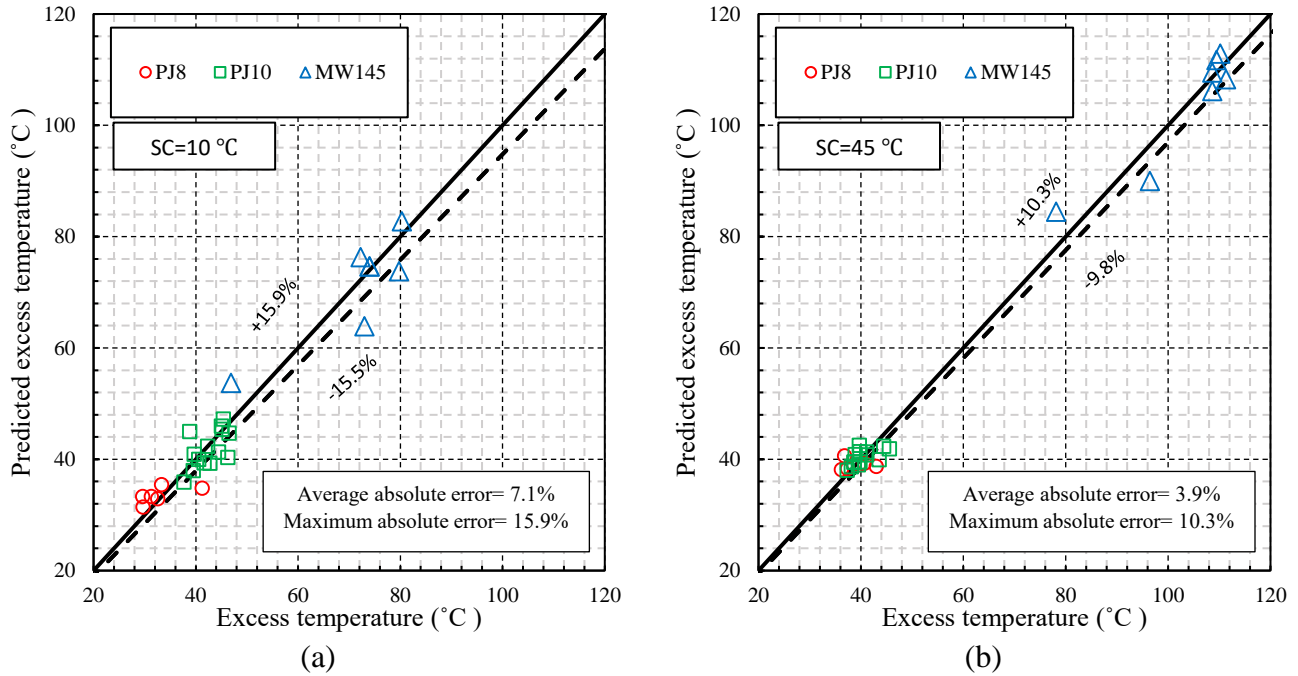 120
100
80
60
40
20
20
40
60
80
100
120
Predicted excess temperature (˚C)
Excess temperature (˚C )
PJ8 PJ10 MW145
SC=10 °C
+15.9%
-15.5%
Average absolute error= 7.1%
Maximum absolute error= 15.9%
(a)
120
100
80
60
40
20
20
40
60
80
100
120
Predicted excess temperature (˚C)
Excess temperature (˚C )
PJ8 PJ10 MW145
SC=45 °C
+10.3%
-9.8%
Average absolute error= 3.9%
Maximum absolute error= 10.3%
(b)